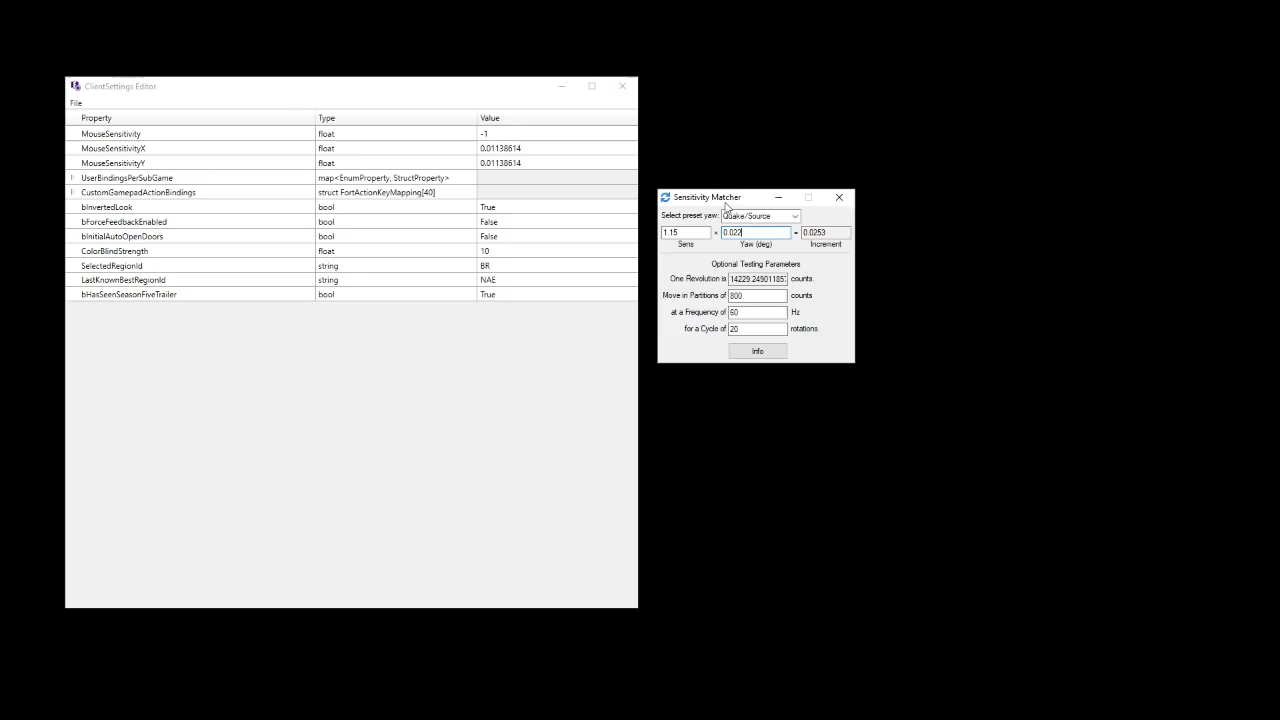 ClientSettings Editor
File
Property Type Value
MouseSensitivity float -1
MouseSensitivityX float 0.01138614
MouseSensitivityY float 0.01138614
UserBindingsPerSubGame map<EnumProperty, StructProperty>
CustomGamepadActionBindings struct FortActionKeyMapping[40]
bInvertedLook bool True
bForceFeedbackEnabled bool False
bInitialAutoOpenDoors bool False
ColorBlindStrength float 10
SelectedRegionId string BR
LastKnownBestRegionId string NAE
bHasSeenSeasonFiveTrailer bool True
Sensitivity Matcher
Select preset yaw: Quake/Source
1.15 × 0.022 = 0.0253
Sens Yaw (deg) Increment
Optional Testing Parameters
One Revolution is 14229.24901185 counts.
Move in Partitions of 800 counts
at a Frequency of 60 Hz
for a Cycle of 20 rotations.
Info